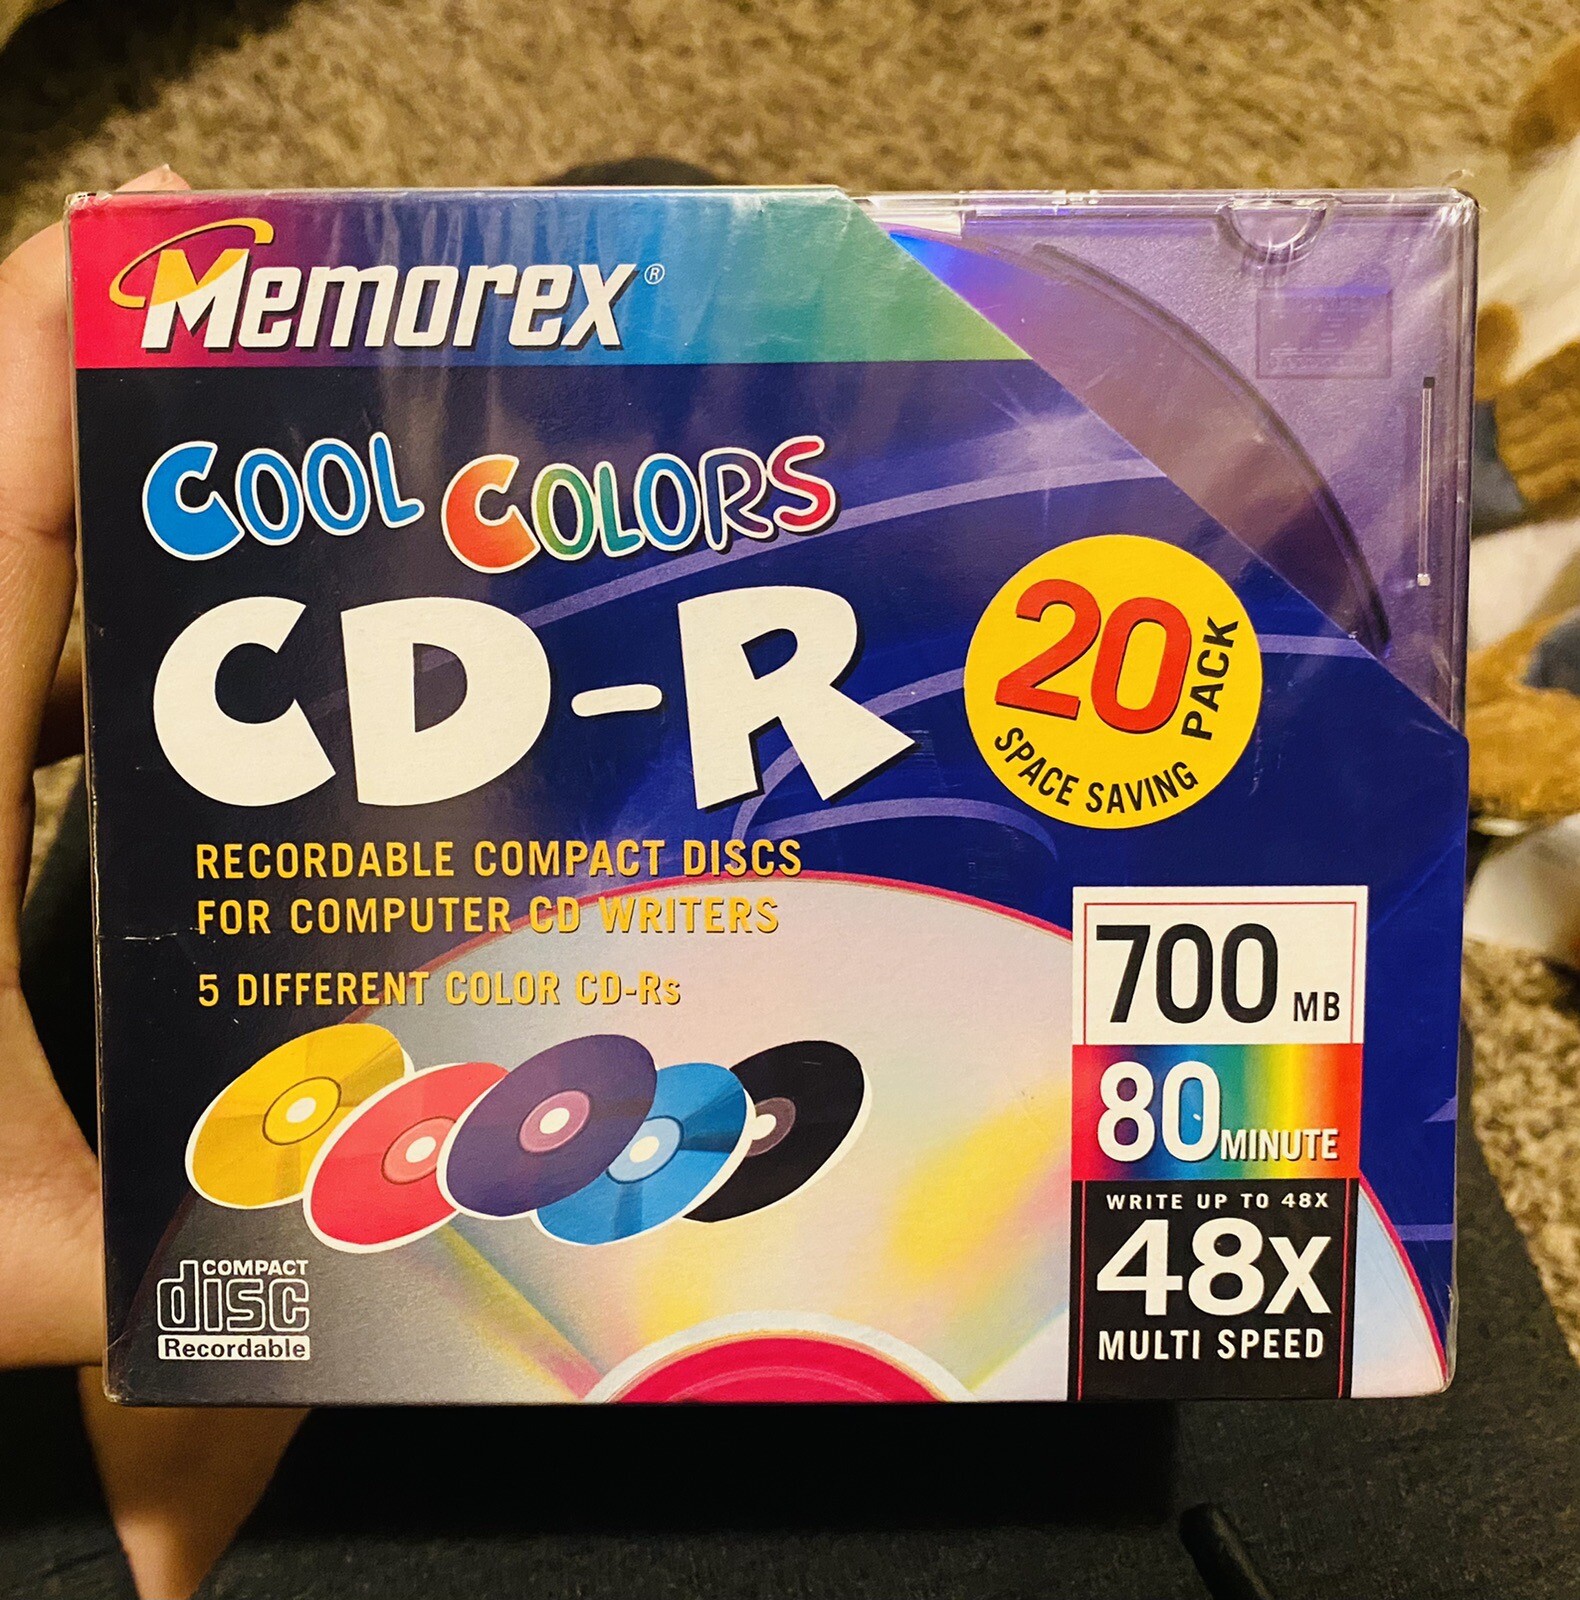 Memorex®
COOL COLORS
CD-R
20
SPACE SAVING PACK
RECORDABLE COMPACT DISCS
FOR COMPUTER CD WRITERS
5 DIFFERENT COLOR CD-Rs
700 MB
80 MINUTE
WRITE UP TO 48X
48X
MULTI SPEED
COMPACT
disc
Recordable